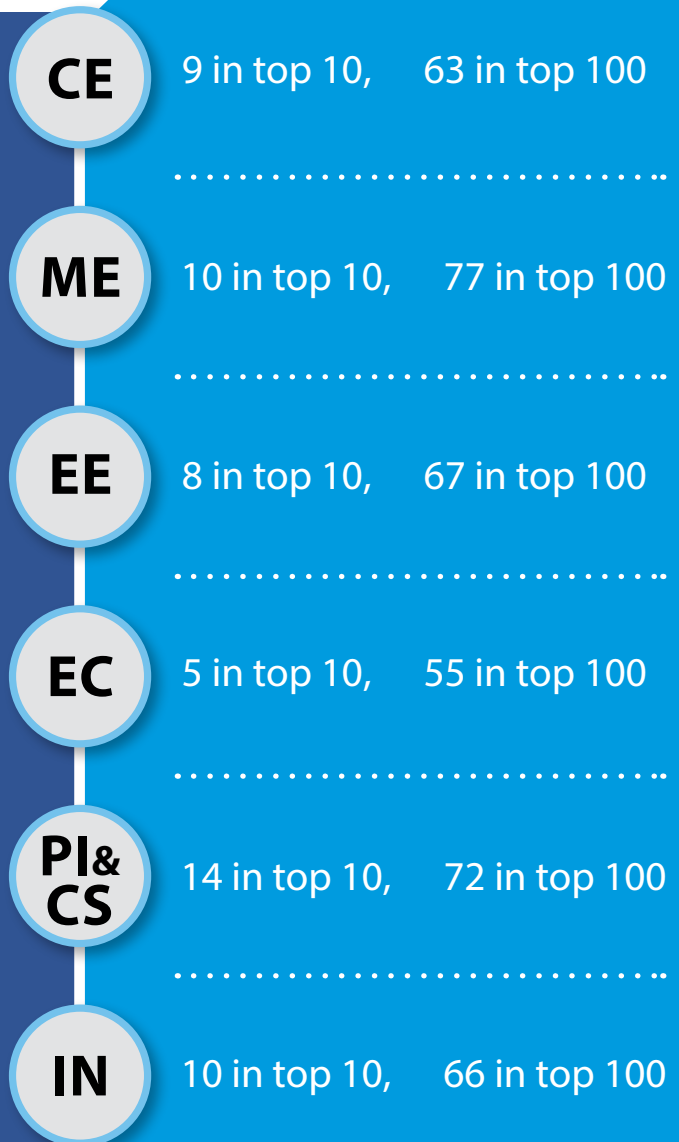 CE
9 in top 10, 63 in top 100
ME
10 in top 10, 77 in top 100
EE
8 in top 10, 67 in top 100
EC
5 in top 10, 55 in top 100
PI&
CS
14 in top 10, 72 in top 100
IN
10 in top 10, 66 in top 100